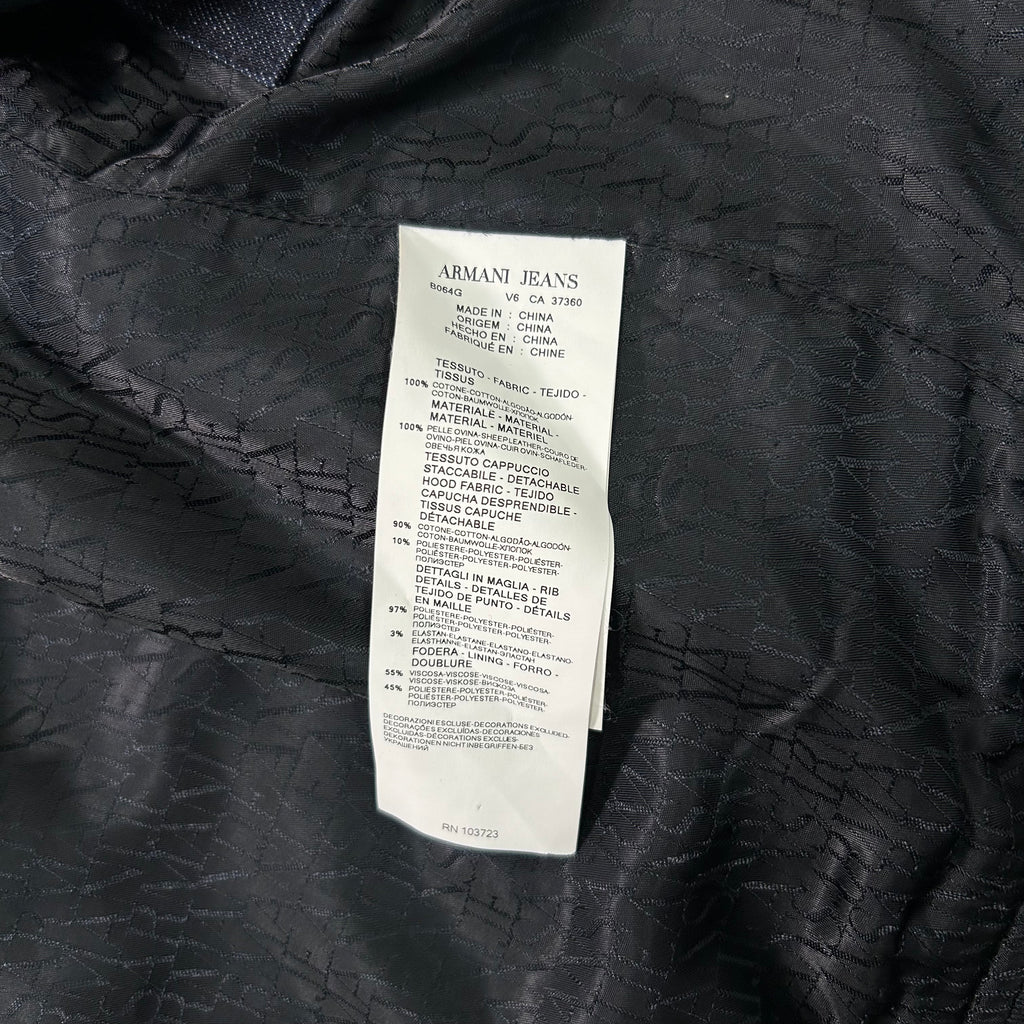 ARMANI JEANS
B064G V6 CA 37360
MADE IN : CHINA
ORIGEM : CHINA
HECHO EN : CHINA
FABRIQUÉ EN : CHINE
TESSUTO - FABRIC - TEJIDO -
TISSUS
100% COTONE-COTTON-ALGODÃO-ALGODÓN-
COTON-BAUMWOLLE-ХЛОПОК
MATERIALE - MATERIAL -
MATERIAL - MATERIEL
100% PELLE OVINA-SHEEP LEATHER-COURO DE
OVINO-PIEL OVINA-CUIR OVIN-SCHAFLEDER-
ОВЕЧЬЯ КОЖА
TESSUTO CAPPUCCIO
STACCABILE - DETACHABLE
HOOD FABRIC - TEJIDO
CAPUCHA DESPRENDIBLE -
TISSUS CAPUCHE
DÉTACHABLE
90% COTONE-COTTON-ALGODÃO-ALGODÓN-
COTON-BAUMWOLLE-ХЛОПОК
10% POLIESTERE-POLYESTER-POLIÉSTER-
POLIÉSTER-POLYESTER-POLYESTER-
ПОЛИЭСТЕР
DETTAGLI IN MAGLIA - RIB
DETAILS - DETALLES DE
TEJIDO DE PUNTO - DÉTAILS
EN MAILLE
97% POLIESTERE-POLYESTER-POLIÉSTER-
POLIÉSTER-POLYESTER-POLYESTER-
ПОЛИЭСТЕР
3% ELASTAN-ELASTANE-ELASTANO-ELASTANO-
ELASTHANNE-ELASTAN-ЭЛАСТАН
FODERA - LINING - FORRO -
DOUBLURE
55% VISCOSA-VISCOSE-VISCOSE-VISCOSA-
VISCOSE-VISKOSE-ВИСКОЗА
45% POLIESTERE-POLYESTER-POLIÉSTER-
POLIÉSTER-POLYESTER-POLYESTER-
ПОЛИЭСТЕР
DECORAZIONI ESCLUSE-DECORATIONS EXCLUDED-
DECORAÇÕES EXCLUÍDAS-DECORACIONES
EXCLUIDAS-DÉCORATIONS EXCLUES-
DEKORATIONEN NICHT INBEGRIFFEN-БЕЗ
УКРАШЕНИЙ
RN 103723